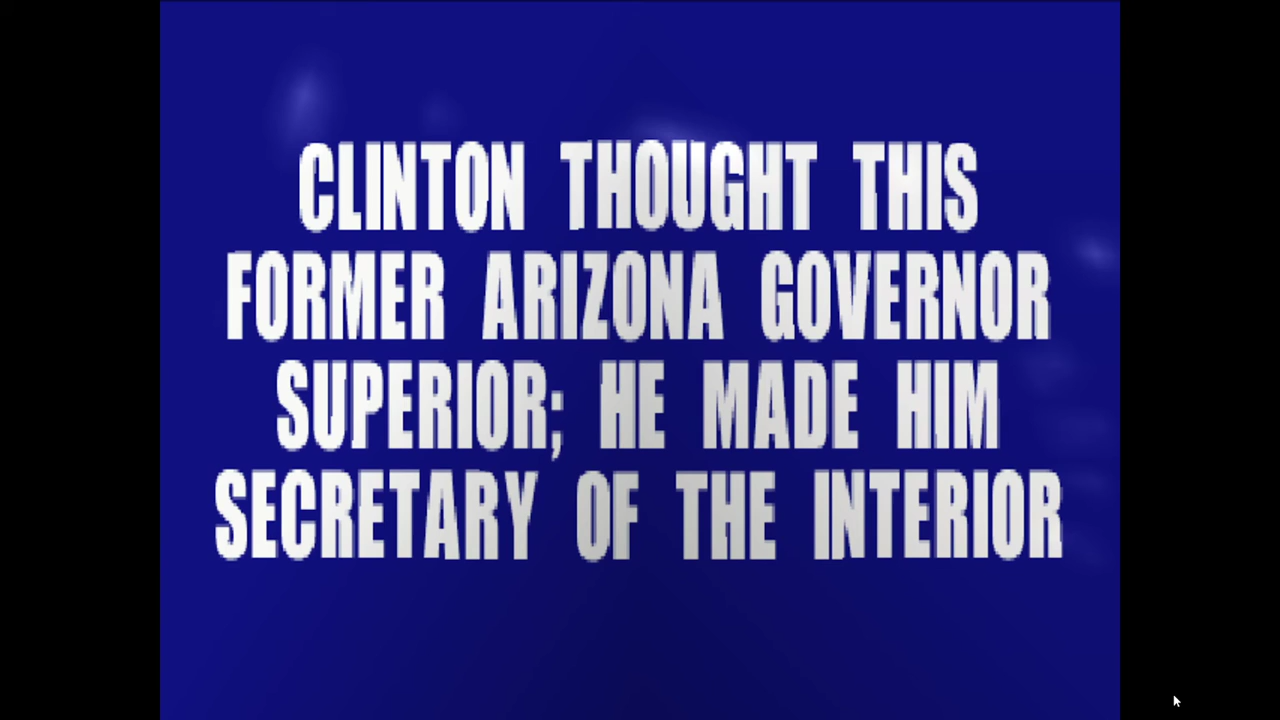 CLINTON THOUGHT THIS
FORMER ARIZONA GOVERNOR
SUPERIOR; HE MADE HIM
SECRETARY OF THE INTERIOR